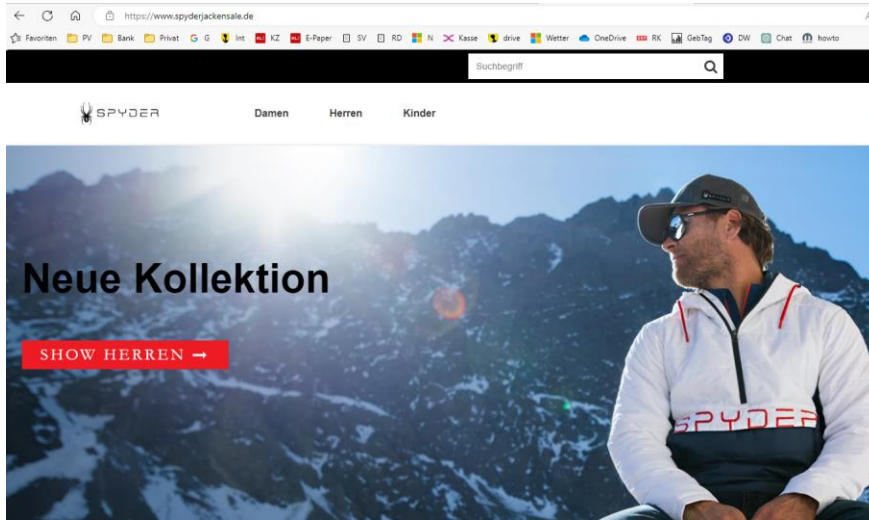 https://www.spyderjackensale.de
Favoriten PV Bank Privat G G Int KZ E-Paper SV RD N Kasse drive Wetter OneDrive RK GebTag DW Chat howto
Suchbegriff
SPYDER Damen Herren Kinder
Neue Kollektion
SHOW HERREN →
SPYDER